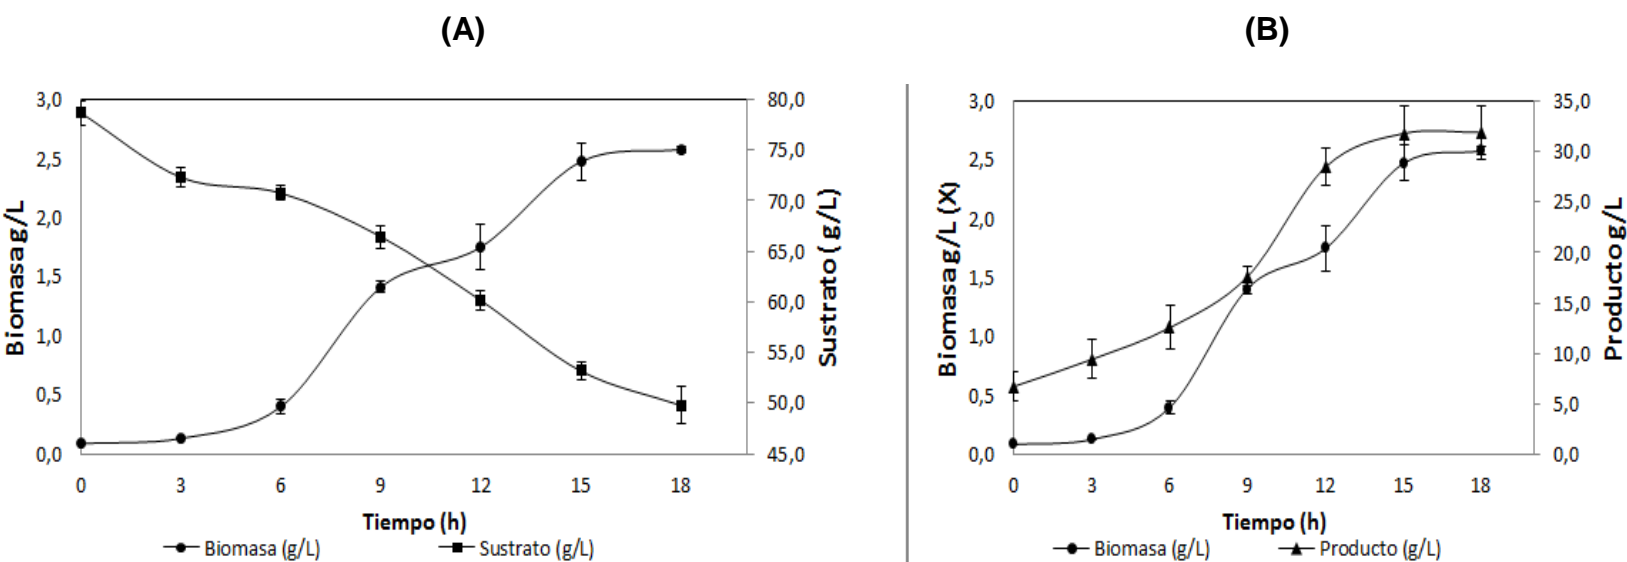 (A)
(B)
Biomasa g/L
3,0
2,5
2,0
1,5
1,0
0,5
0,0
80,0
75,0
70,0
65,0
60,0
55,0
50,0
45,0
Sustrato ( g/L)
0 3 6 9 12 15 18
Tiempo (h)
Biomasa (g/L) Sustrato (g/L)
Biomasa g/L (X)
3,0
2,5
2,0
1,5
1,0
0,5
0,0
35,0
30,0
25,0
20,0
15,0
10,0
5,0
0,0
Producto g/L
0 3 6 9 12 15 18
Tiempo (h)
Biomasa (g/L) Producto (g/L)